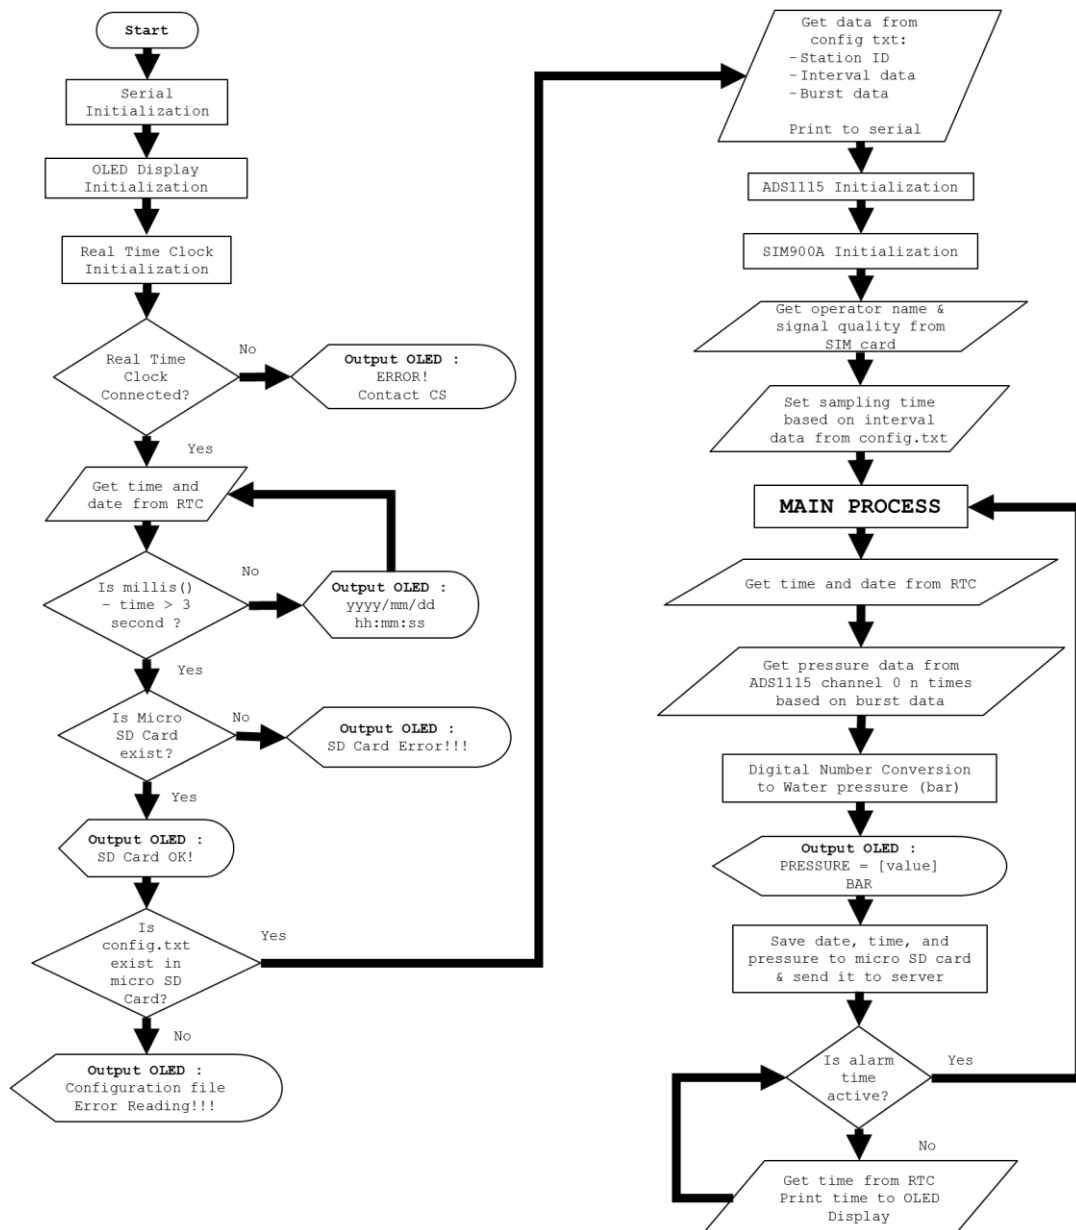 Start
Serial
Initialization
OLED Display
Initialization
Real Time Clock
Initialization
Real Time
Clock
Connected?
No
Output OLED :
ERROR!
Contact CS
Yes
Get time and
date from RTC
Is millis()
– time > 3
second ?
No
Output OLED :
yyyy/mm/dd
hh:mm:ss
Yes
Is Micro
SD Card
exist?
No
Output OLED :
SD Card Error!!!
Yes
Output OLED :
SD Card OK!
Is
config.txt
exist in
micro SD
Card?
Yes
No
Output OLED :
Configuration file
Error Reading!!!
Get data from
config txt:
-Station ID
-Interval data
-Burst data
Print to serial
ADS1115 Initialization
SIM900A Initialization
Get operator name &
signal quality from
SIM card
Set sampling time
based on interval
data from config.txt
MAIN PROCESS
Get time and date from RTC
Get pressure data from
ADS1115 channel 0 n times
based on burst data
Digital Number Conversion
to Water pressure (bar)
Output OLED :
PRESSURE = [value]
BAR
Save date, time, and
pressure to micro SD card
& send it to server
Is alarm
time
active?
Yes
No
Get time from RTC
Print time to OLED
Display